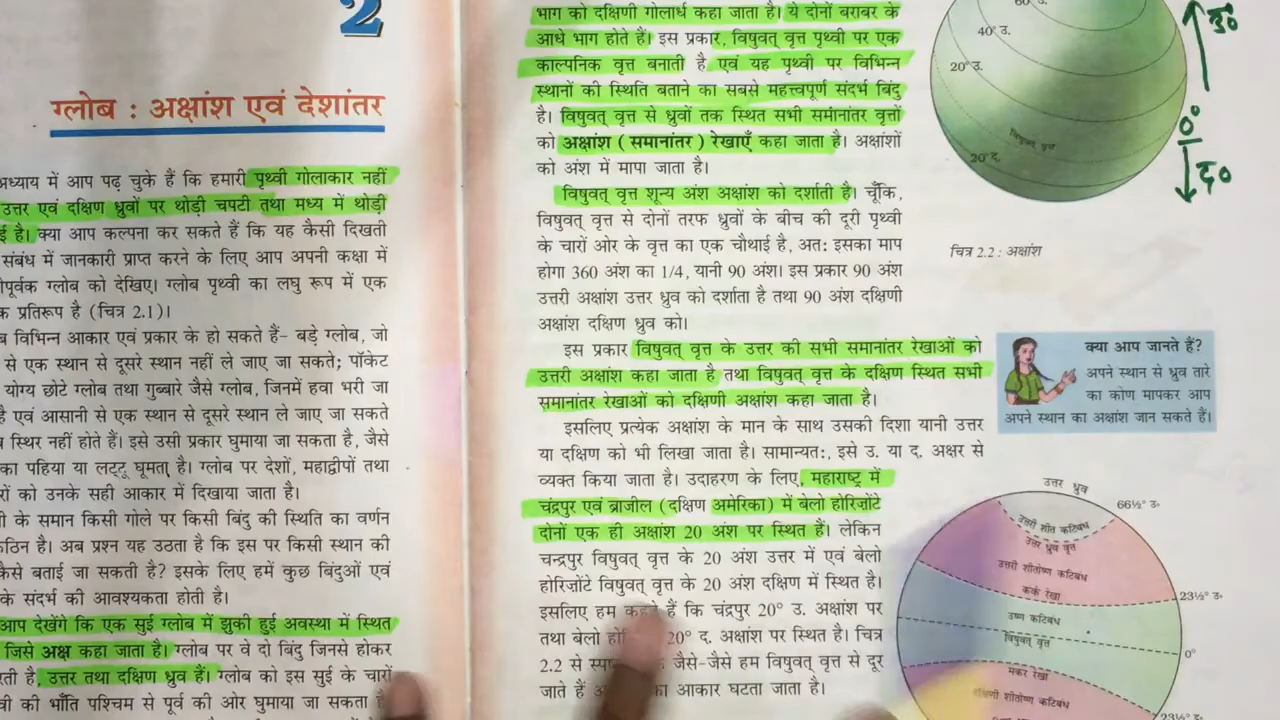 2
ग्लोब : अक्षांश एवं देशांतर
अध्याय में आप पढ़ चुके हैं कि हमारी पृथ्वी गोलाकार नहीं
उत्तर एवं दक्षिण ध्रुवों पर थोड़ी चपटी तथा मध्य में थोड़ी
ई है। क्या आप कल्पना कर सकते हैं कि यह कैसी दिखती
संबंध में जानकारी प्राप्त करने के लिए आप अपनी कक्षा में
पूर्वक ग्लोब को देखिए। ग्लोब पृथ्वी का लघु रूप में एक
क प्रतिरूप है (चित्र 2.1)।
ब विभिन्न आकार एवं प्रकार के हो सकते हैं– बड़े ग्लोब, जो
से एक स्थान से दूसरे स्थान नहीं ले जाए जा सकते; पॉकेट
योग्य छोटे ग्लोब तथा गुब्बारे जैसे ग्लोब, जिनमें हवा भरी जा
है एवं आसानी से एक स्थान से दूसरे स्थान ले जाए जा सकते
स्थिर नहीं होते हैं। इसे उसी प्रकार घुमाया जा सकता है, जैसे
का पहिया या लट्टू घूमता है। ग्लोब पर देशों, महाद्वीपों तथा
रों को उनके सही आकार में दिखाया जाता है।
ी के समान किसी गोले पर किसी बिंदु की स्थिति का वर्णन
ठिन है। अब प्रश्न यह उठता है कि इस पर किसी स्थान की
कैसे बताई जा सकती है? इसके लिए हमें कुछ बिंदुओं एवं
के संदर्भ की आवश्यकता होती है।
आप देखेंगे कि एक सुई ग्लोब में झुकी हुई अवस्था में स्थित
जिसे अक्ष कहा जाता है। ग्लोब पर वे दो बिंदु जिनसे होकर
रती है, उत्तर तथा दक्षिण ध्रुव हैं। ग्लोब को इस सुई के चारों
वी की भाँति पश्चिम से पूर्व की ओर घुमाया जा सकता है
भाग को दक्षिणी गोलार्ध कहा जाता है। ये दोनों बराबर के
आधे भाग होते हैं। इस प्रकार, विषुवत् वृत्त पृथ्वी पर एक
काल्पनिक वृत्त बनाती है एवं यह पृथ्वी पर विभिन्न
स्थानों की स्थिति बताने का सबसे महत्त्वपूर्ण संदर्भ बिंदु
है। विषुवत् वृत्त से ध्रुवों तक स्थित सभी समानांतर वृत्तों
को अक्षांश (समानांतर) रेखाएँ कहा जाता है। अक्षांशों
को अंश में मापा जाता है।
विषुवत् वृत्त शून्य अंश अक्षांश को दर्शाती है। चूँकि,
विषुवत् वृत्त से दोनों तरफ ध्रुवों के बीच की दूरी पृथ्वी
के चारों ओर के वृत्त का एक चौथाई है, अत: इसका माप
होगा 360 अंश का 1/4, यानी 90 अंश। इस प्रकार 90 अंश
उत्तरी अक्षांश उत्तर ध्रुव को दर्शाता है तथा 90 अंश दक्षिणी
अक्षांश दक्षिण ध्रुव को।
इस प्रकार विषुवत् वृत्त के उत्तर की सभी समानांतर रेखाओं को
उत्तरी अक्षांश कहा जाता है तथा विषुवत् वृत्त के दक्षिण स्थित सभी
समानांतर रेखाओं को दक्षिणी अक्षांश कहा जाता है।
इसलिए प्रत्येक अक्षांश के मान के साथ उसकी दिशा यानी उत्तर
या दक्षिण को भी लिखा जाता है। सामान्यत:, इसे उ. या द. अक्षर से
व्यक्त किया जाता है। उदाहरण के लिए, महाराष्ट्र में
चंद्रपुर एवं ब्राजील (दक्षिण अमेरिका) में बेलो होरिज़ोंटे
दोनों एक ही अक्षांश 20 अंश पर स्थित हैं। लेकिन
चन्द्रपुर विषुवत् वृत्त के 20 अंश उत्तर में एवं बेलो
होरिज़ोंटे विषुवत् वृत्त के 20 अंश दक्षिण में स्थित है।
इसलिए हम कहते हैं कि चंद्रपुर 20° उ. अक्षांश पर
तथा बेलो 20° द. अक्षांश पर स्थित है। चित्र
2.2 से जैसे-जैसे हम विषुवत् वृत्त से दूर
जाते हैं का आकार घटता जाता है।
60° उ.
40° उ.
20° उ.
विषुवत् वृत्त
20° द.
उ०
0°
द०
चित्र 2.2 : अक्षांश
क्या आप जानते हैं?
अपने स्थान से ध्रुव तारे
का कोण मापकर आप
अपने स्थान का अक्षांश जान सकते हैं।
उत्तर ध्रुव
66½° उ.
उत्तरी शीत कटिबंध
उत्तर ध्रुव वृत्त
उत्तरी शीतोष्ण कटिबंध
कर्क रेखा
23½° उ.
उष्ण कटिबंध
विषुवत् वृत्त
0°
मकर रेखा
दक्षिणी शीतोष्ण कटिबंध
23½° द.